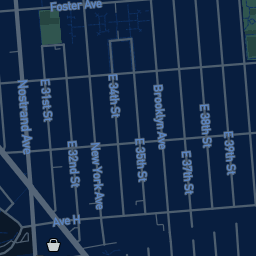 Foster Ave
Nostrand Ave
E 31st St
E 32nd St
New York Ave
E 34th St
E 35th St
Brooklyn Ave
E 37th St
E 38th St
E 39th St
Ave H